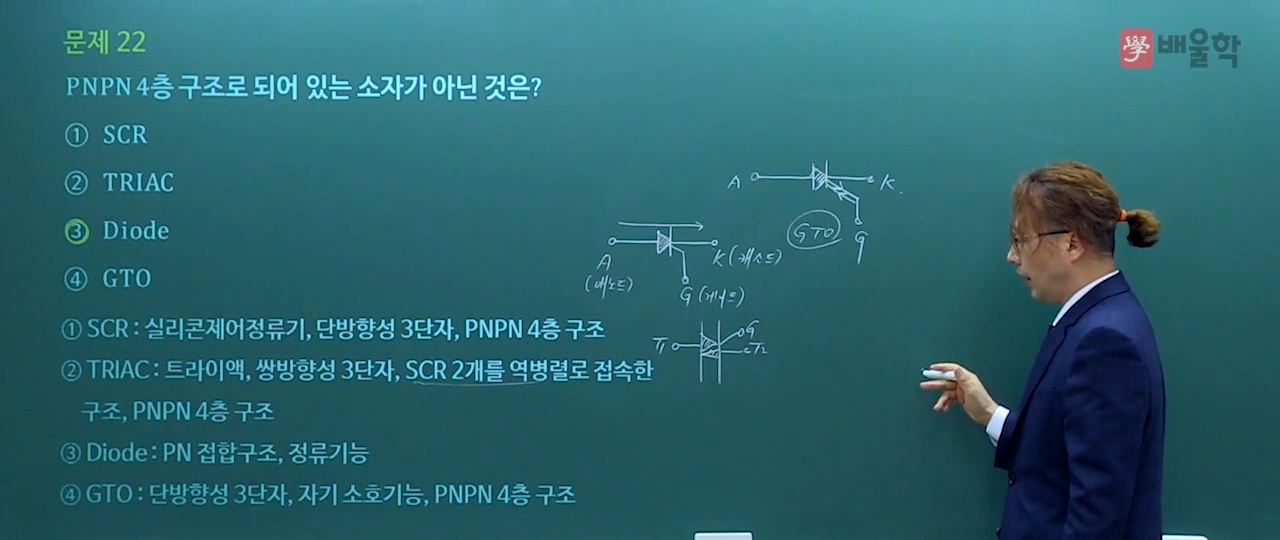 문제 22
學 배울학
PNPN 4층 구조로 되어 있는 소자가 아닌 것은?
① SCR
② TRIAC
③ Diode
④ GTO
A K.
GTO G
A K (캐소드)
(애노드) G (게이트)
T1 G
T2
① SCR : 실리콘제어정류기, 단방향성 3단자, PNPN 4층 구조
② TRIAC : 트라이액, 쌍방향성 3단자, SCR 2개를 역병렬로 접속한
구조, PNPN 4층 구조
③ Diode : PN 접합구조, 정류기능
④ GTO : 단방향성 3단자, 자기 소호기능, PNPN 4층 구조